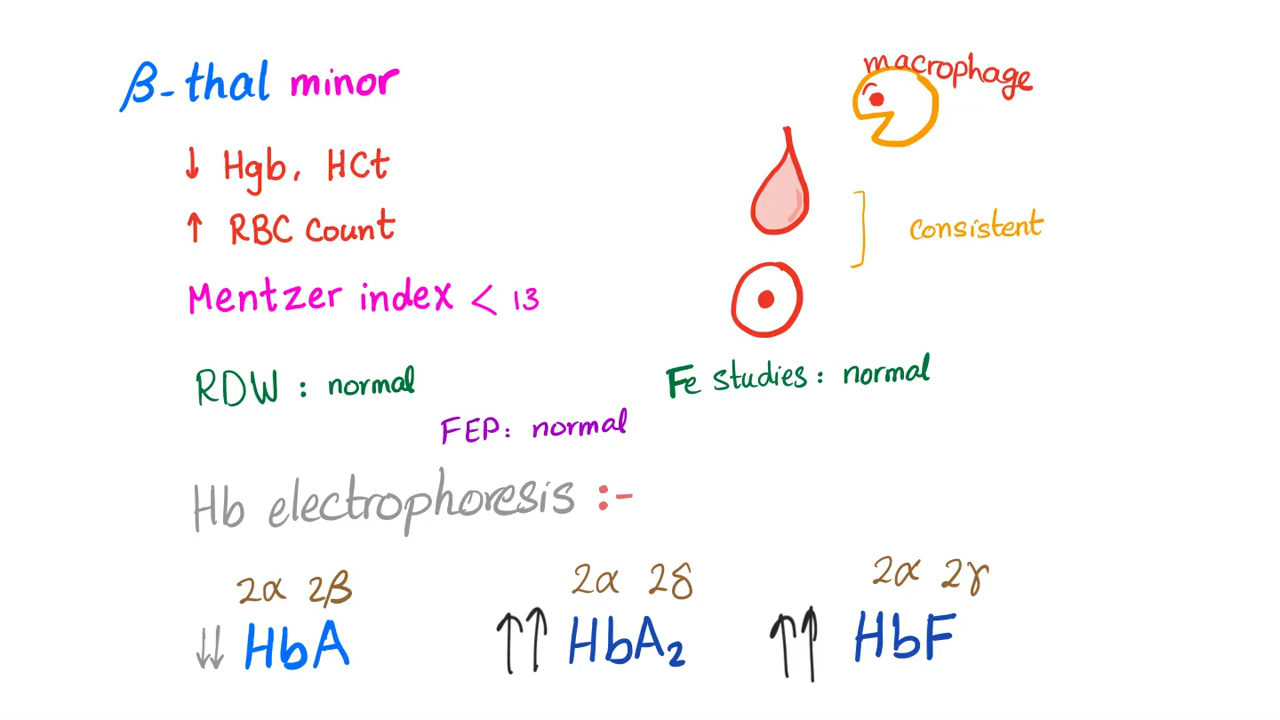 β-thal minor
macrophage
↓ Hgb, HCt
↑ RBC count
consistent
Mentzer index < 13
RDW : normal
Fe studies : normal
FEP: normal
Hb electrophoresis :-
2α 2β
2α 2δ
2α 2γ
↓↓ HbA
↑↑ HbA₂
↑↑ HbF